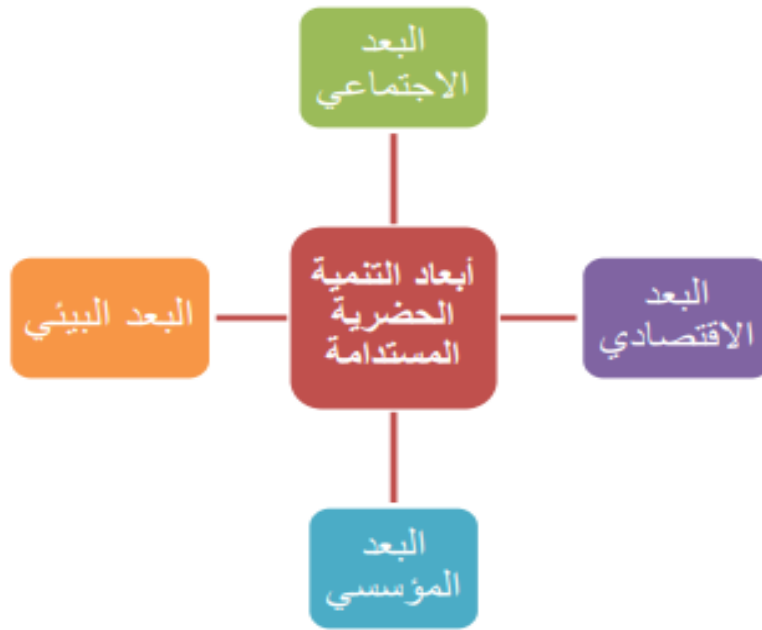 البعد
الاجتماعي
أبعاد التنمية
الحضرية
المستدامة
البعد
الاقتصادي
البعد البيئي
البعد
المؤسسي